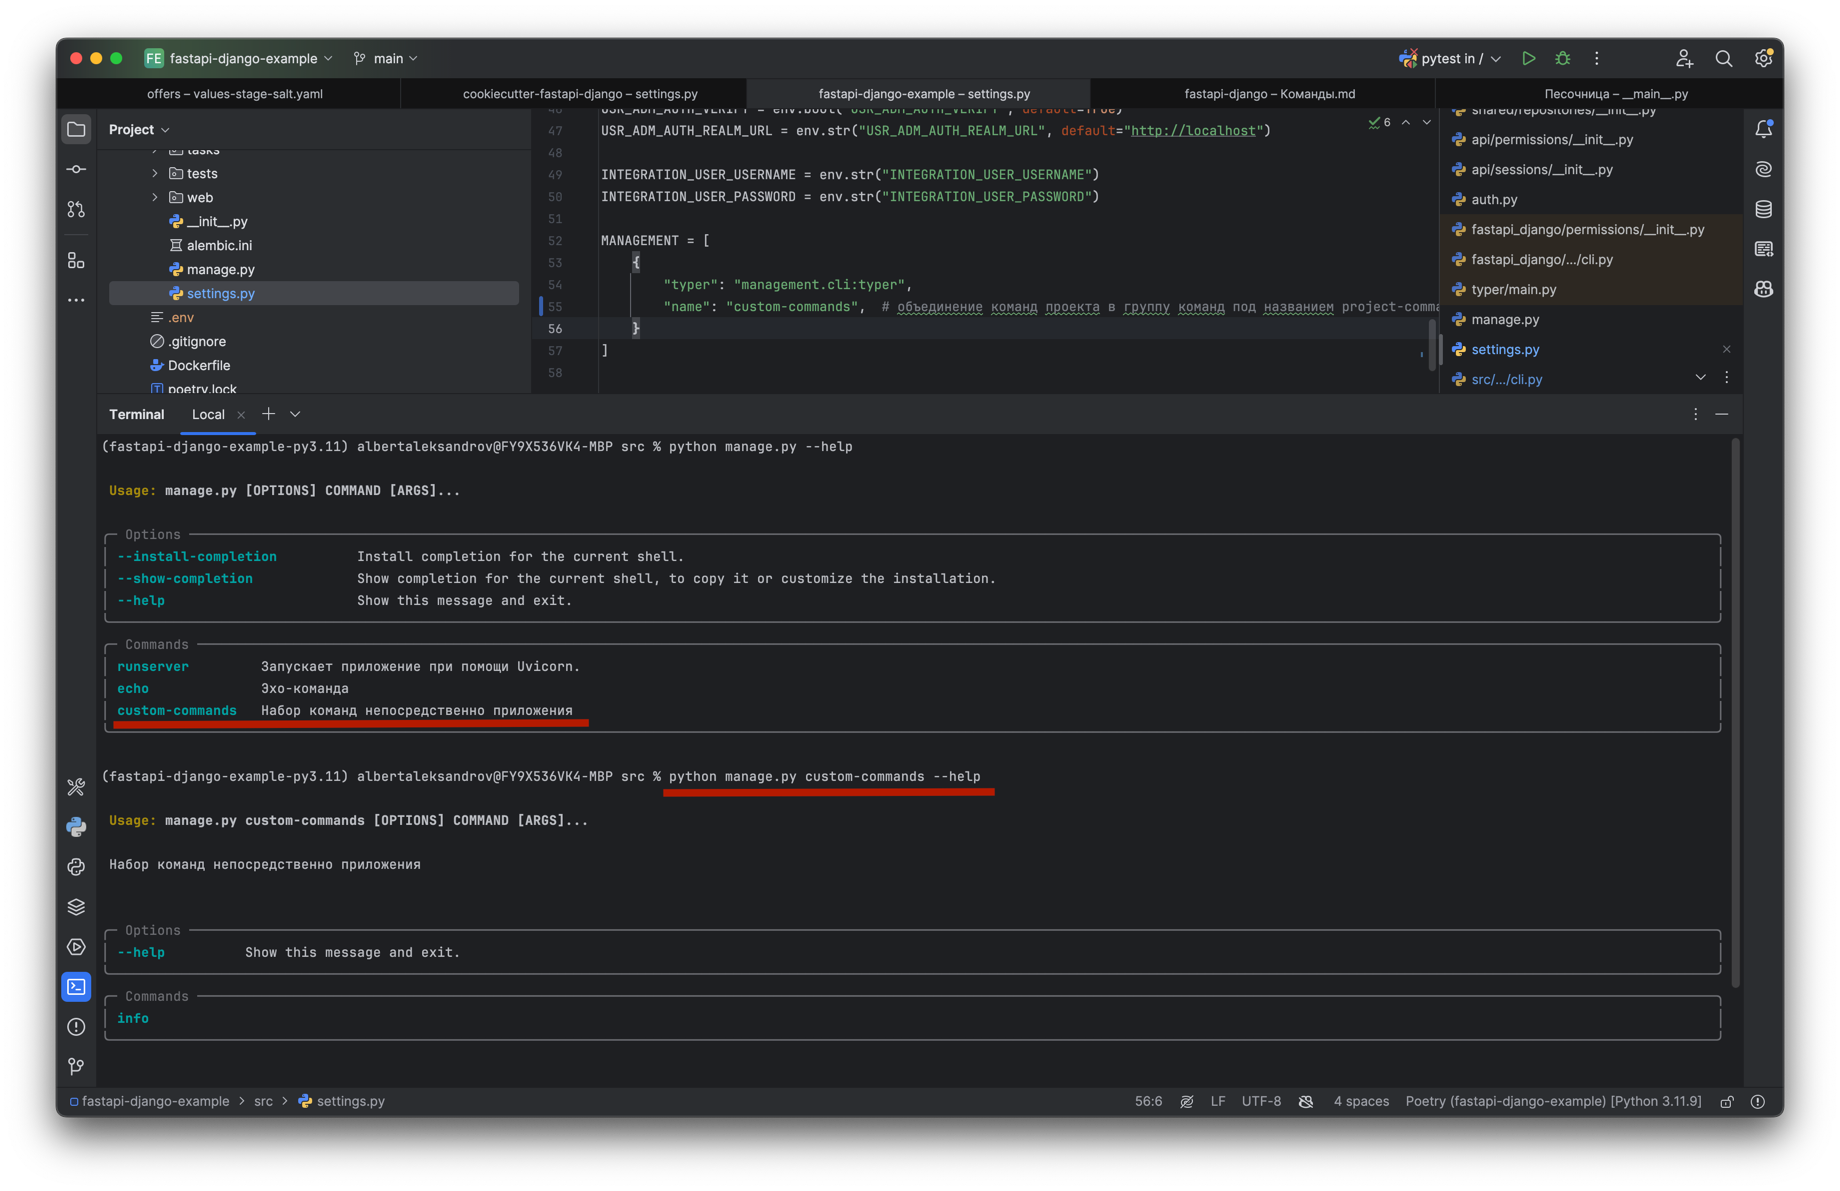 FE fastapi-django-example main pytest in /
offers – values-stage-salt.yaml
cookiecutter-fastapi-django – settings.py
fastapi-django-example – settings.py
fastapi-django – Команды.md
Песочница – __main__.py
Project
tasks
tests
web
__init__.py
alembic.ini
manage.py
settings.py
.env
.gitignore
Dockerfile
poetry.lock
46 USR_ADM_AUTH_VERIFY = env.bool("USR_ADM_AUTH_VERIFY", default=True)
47 USR_ADM_AUTH_REALM_URL = env.str("USR_ADM_AUTH_REALM_URL", default="http://localhost")
48
49 INTEGRATION_USER_USERNAME = env.str("INTEGRATION_USER_USERNAME")
50 INTEGRATION_USER_PASSWORD = env.str("INTEGRATION_USER_PASSWORD")
51
52 MANAGEMENT = [
53 {
54 "typer": "management.cli:typer",
55 "name": "custom-commands", # объединение команд проекта в группу команд под названием project-comma
56 }
57 ]
58
6
shared/repositories/__init__.py
api/permissions/__init__.py
api/sessions/__init__.py
auth.py
fastapi_django/permissions/__init__.py
fastapi_django/.../cli.py
typer/main.py
manage.py
settings.py
src/.../cli.py
Terminal Local
(fastapi-django-example-py3.11) albertaleksandrov@FY9X536VK4-MBP src % python manage.py --help
Usage: manage.py [OPTIONS] COMMAND [ARGS]...
Options
--install-completion Install completion for the current shell.
--show-completion Show completion for the current shell, to copy it or customize the installation.
--help Show this message and exit.
Commands
runserver Запускает приложение при помощи Uvicorn.
echo Эхо-команда
custom-commands Набор команд непосредственно приложения
(fastapi-django-example-py3.11) albertaleksandrov@FY9X536VK4-MBP src % python manage.py custom-commands --help
Usage: manage.py custom-commands [OPTIONS] COMMAND [ARGS]...
Набор команд непосредственно приложения
Options
--help Show this message and exit.
Commands
info
fastapi-django-example > src > settings.py
56:6 LF UTF-8 4 spaces Poetry (fastapi-django-example) [Python 3.11.9]